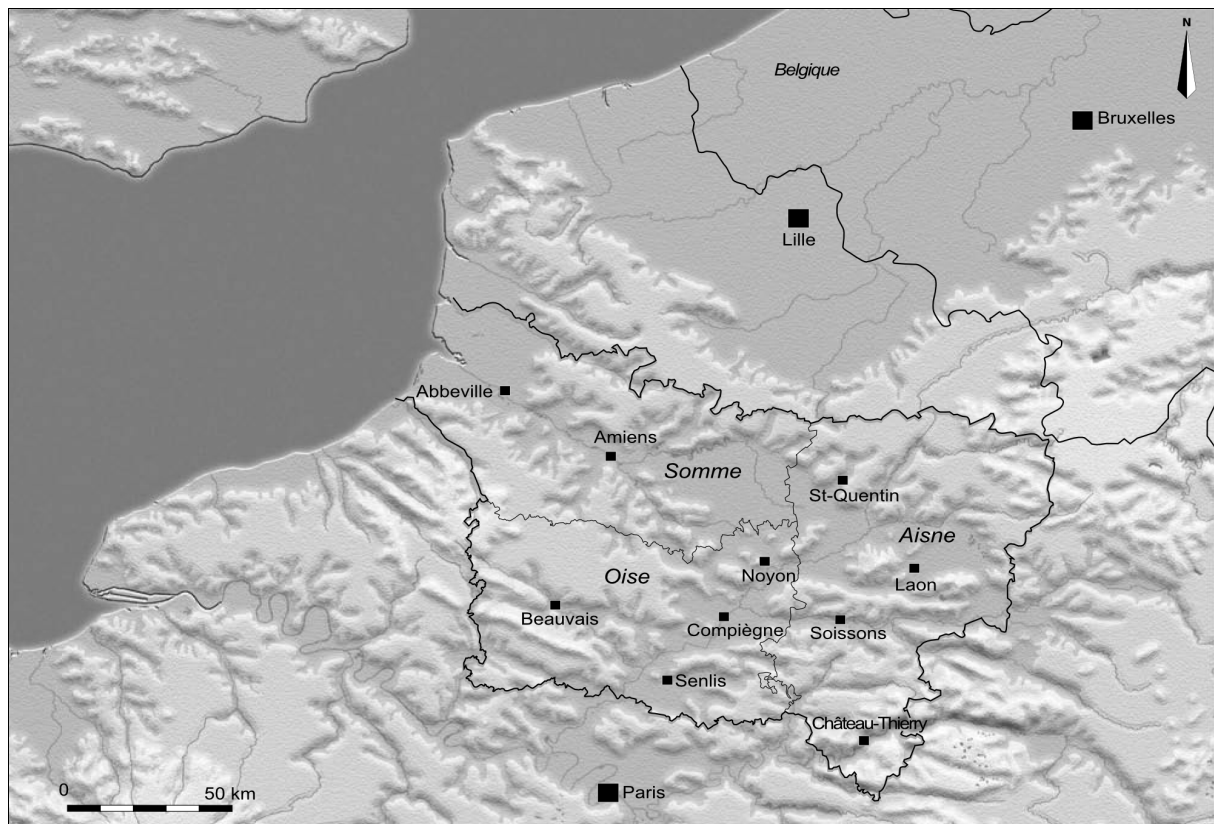 N
Belgique
Bruxelles
Lille
Abbeville
Amiens
Somme
St-Quentin
Aisne
Noyon
Oise
Laon
Beauvais
Compiègne
Soissons
Senlis
Château-Thierry
0 50 km
Paris